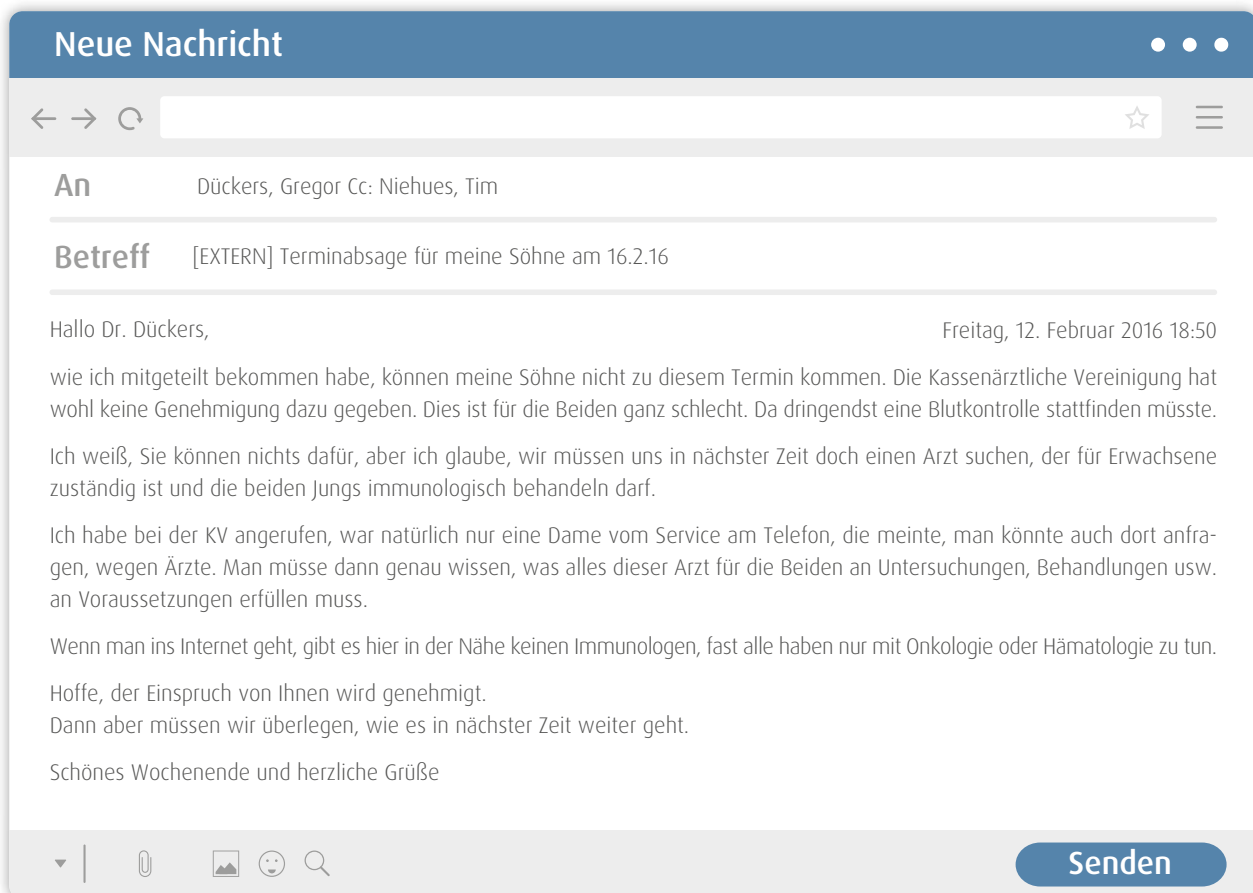 Neue Nachricht
An Dückers, Gregor Cc: Niehues, Tim
Betreff [EXTERN] Terminabsage für meine Söhne am 16.2.16
Hallo Dr. Dückers, Freitag, 12. Februar 2016 18:50
wie ich mitgeteilt bekommen habe, können meine Söhne nicht zu diesem Termin kommen. Die Kassenärztliche Vereinigung hat
wohl keine Genehmigung dazu gegeben. Dies ist für die Beiden ganz schlecht. Da dringendst eine Blutkontrolle stattfinden müsste.
Ich weiß, Sie können nichts dafür, aber ich glaube, wir müssen uns in nächster Zeit doch einen Arzt suchen, der für Erwachsene
zuständig ist und die beiden Jungs immunologisch behandeln darf.
Ich habe bei der KV angerufen, war natürlich nur eine Dame vom Service am Telefon, die meinte, man könnte auch dort anfra-
gen, wegen Ärzte. Man müsse dann genau wissen, was alles dieser Arzt für die Beiden an Untersuchungen, Behandlungen usw.
an Voraussetzungen erfüllen muss.
Wenn man ins Internet geht, gibt es hier in der Nähe keinen Immunologen, fast alle haben nur mit Onkologie oder Hämatologie zu tun.
Hoffe, der Einspruch von Ihnen wird genehmigt.
Dann aber müssen wir überlegen, wie es in nächster Zeit weiter geht.
Schönes Wochenende und herzliche Grüße
Senden